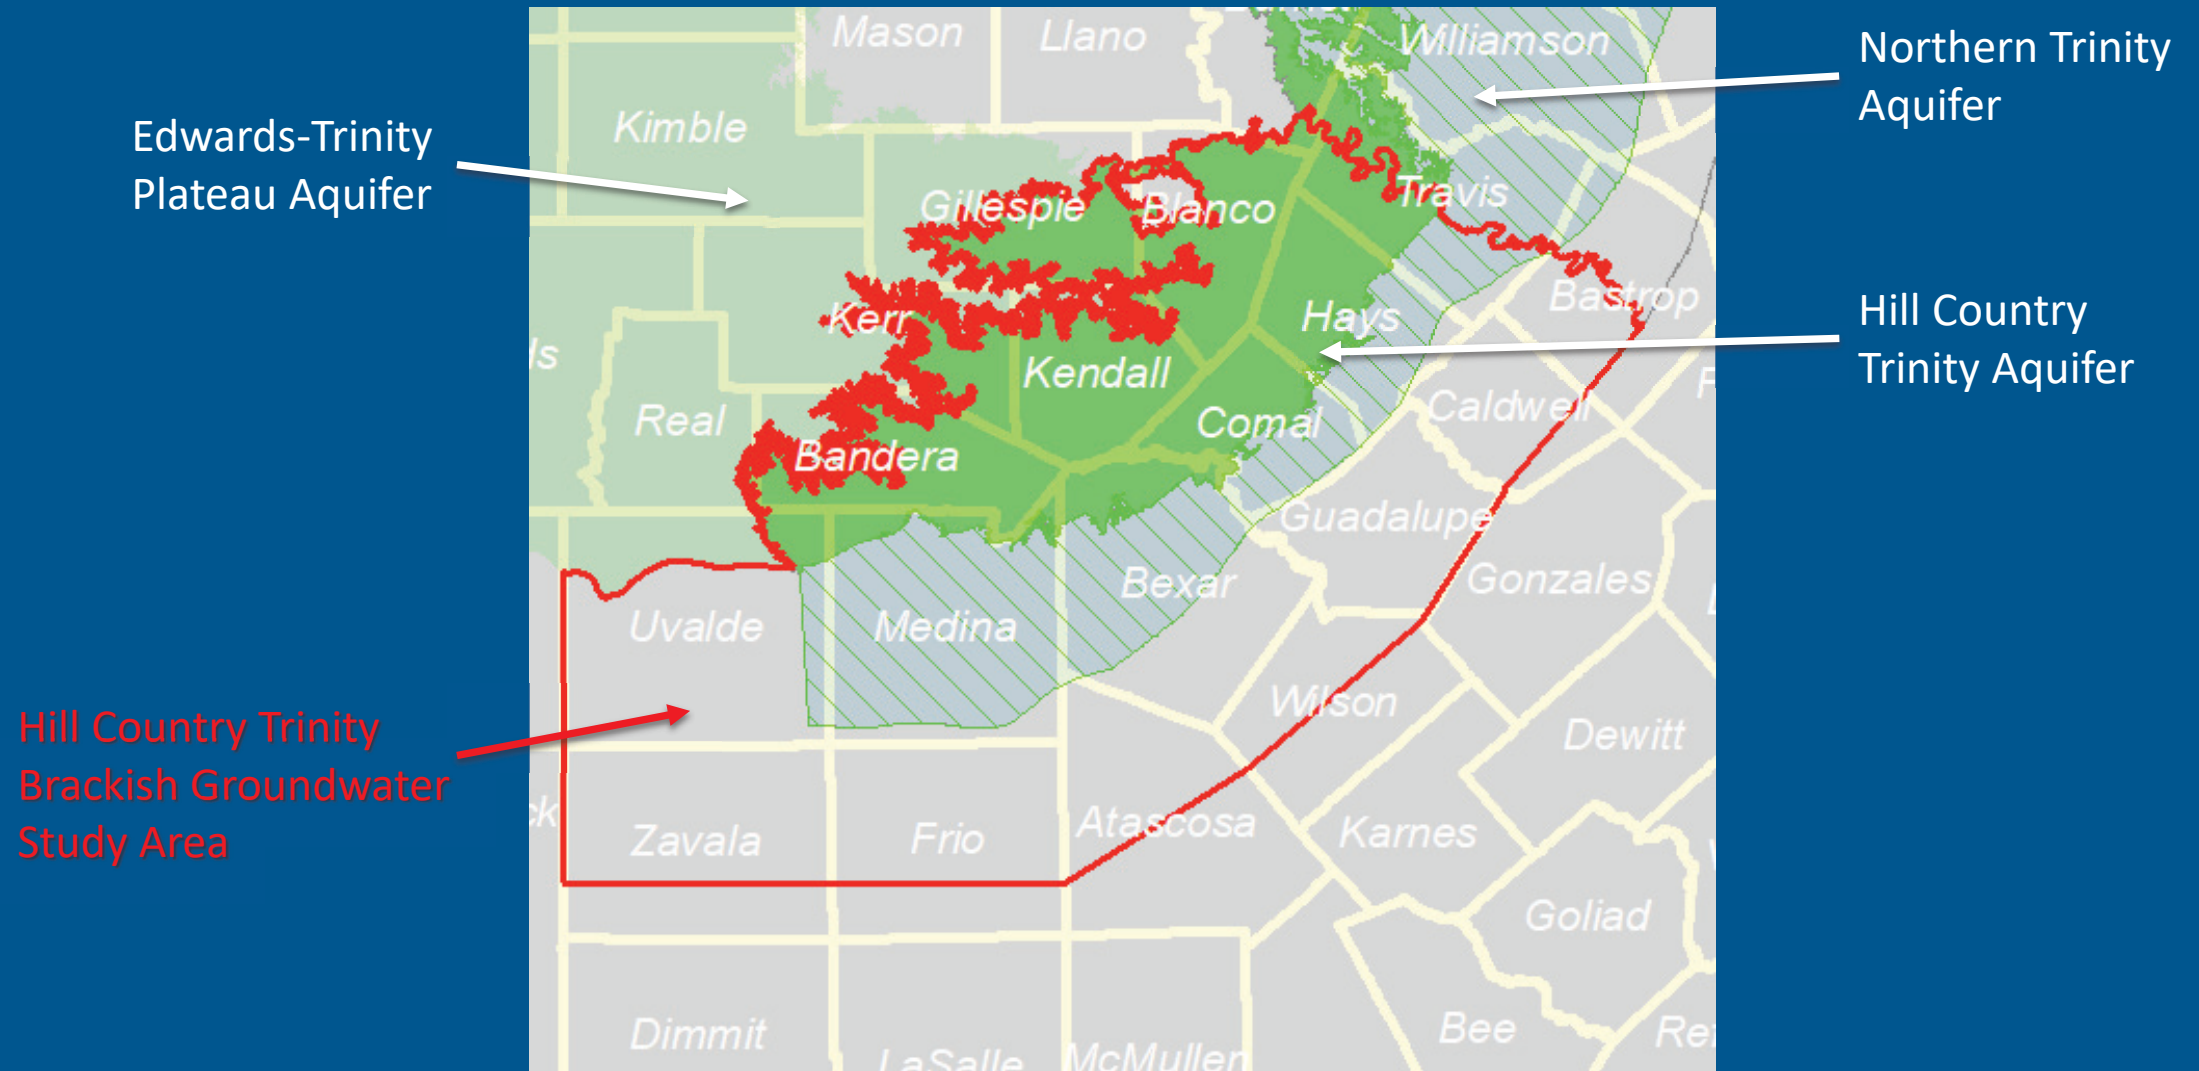 Mason
Llano
Williamson
Northern Trinity
Aquifer
Kimble
Edwards-Trinity
Plateau Aquifer
Gillespie
Blanco
Travis
Bastrop
Kerr
Hays
Hill Country
Trinity Aquifer
Kendall
Real
Comal
Caldwell
Bandera
Guadalupe
Bexar
Gonzales
Uvalde
Medina
Wilson
Hill Country Trinity
Brackish Groundwater
Study Area
Dewitt
Zavala
Frio
Atascosa
Karnes
Goliad
Dimmit
LaSalle
McMullen
Bee